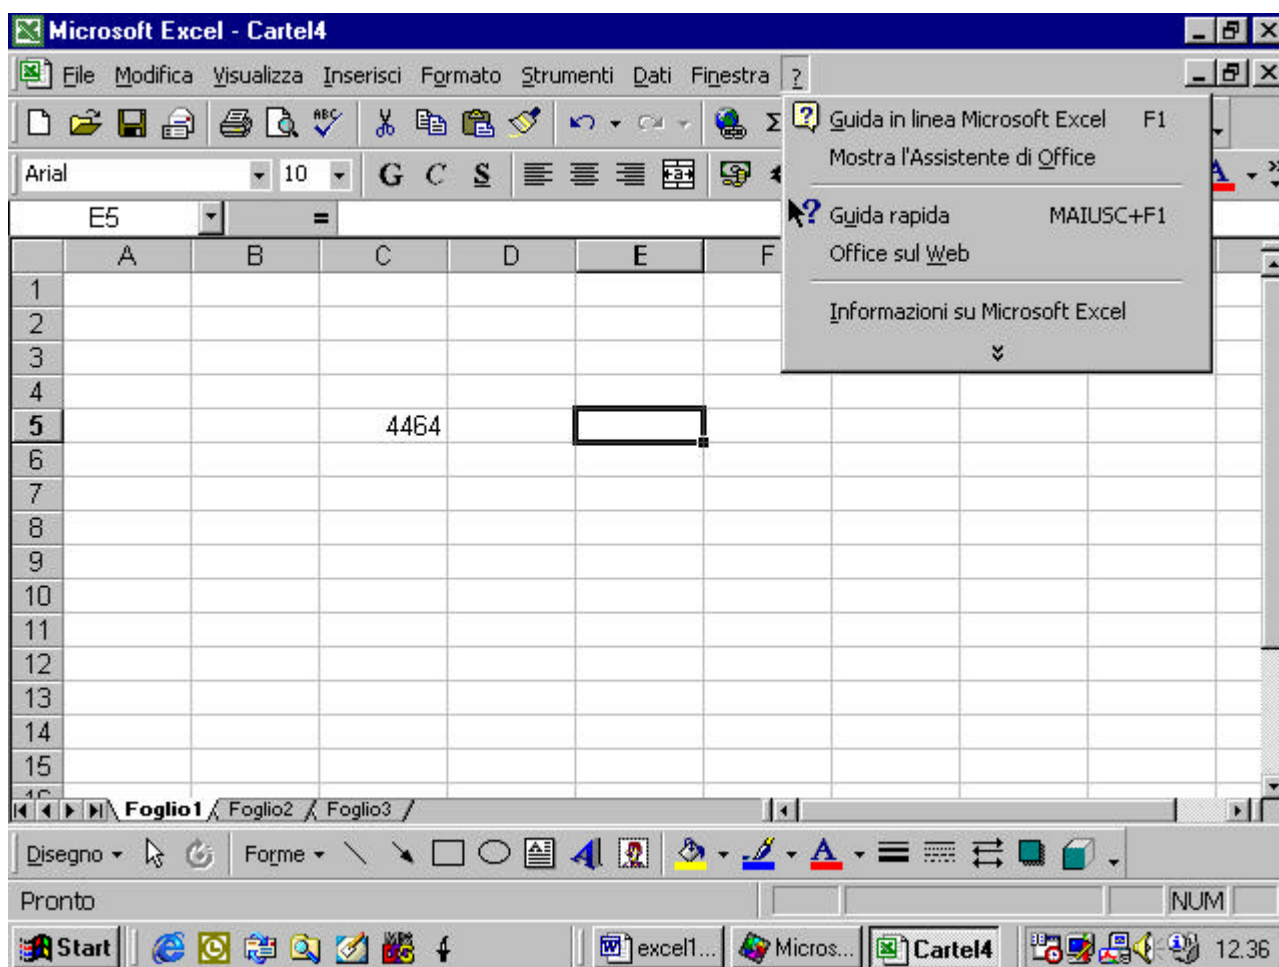 Microsoft Excel - Cartel4
File Modifica Visualizza Inserisci Formato Strumenti Dati Finestra ?
ABC Σ
Guida in linea Microsoft Excel F1
Mostra l'Assistente di Office
Guida rapida MAIUSC+F1
Office sul Web
Informazioni su Microsoft Excel
Arial 10 G C S A
E5 =
A B C D E F
1
2
3
4
5 4464
6
7
8
9
10
11
12
13
14
15
Foglio1 Foglio2 Foglio3
Disegno Forme A A
Pronto NUM
Start excel1... Micros... Cartel4 12.36